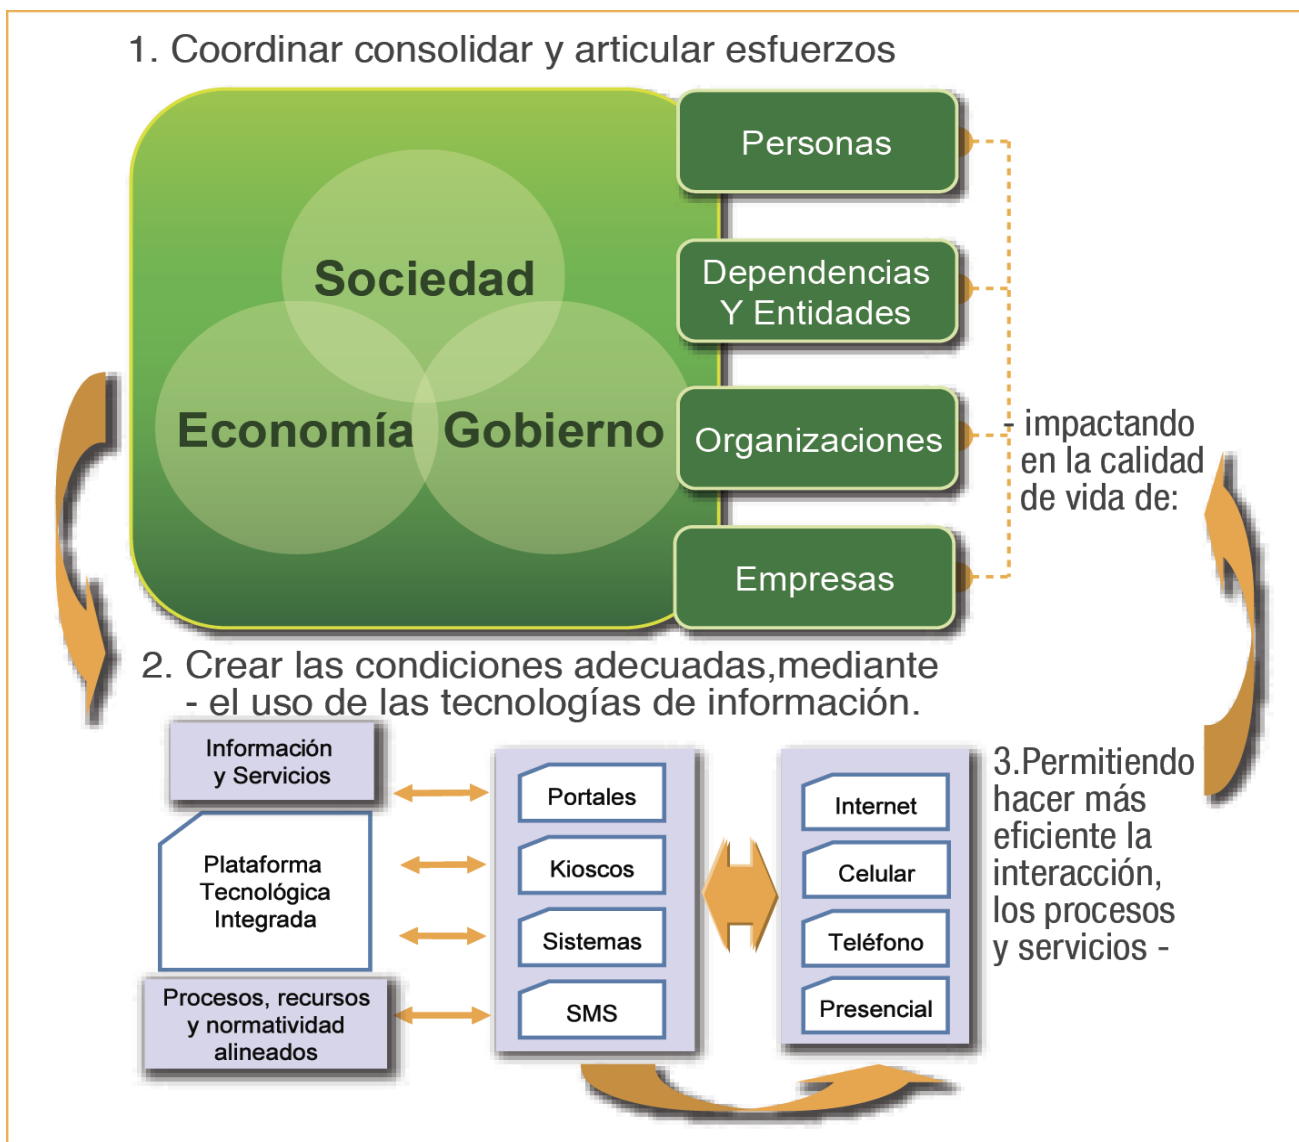 1. Coordinar consolidar y articular esfuerzos
Sociedad
Economía
Gobierno
Personas
Dependencias
Y Entidades
Organizaciones
Empresas
- impactando
en la calidad
de vida de:
2. Crear las condiciones adecuadas,mediante
- el uso de las tecnologías de información.
Información
y Servicios
Plataforma
Tecnológica
Integrada
Procesos, recursos
y normatividad
alineados
Portales
Kioscos
Sistemas
SMS
Internet
Celular
Teléfono
Presencial
3.Permitiendo
hacer más
eficiente la
interacción,
los procesos
y servicios -